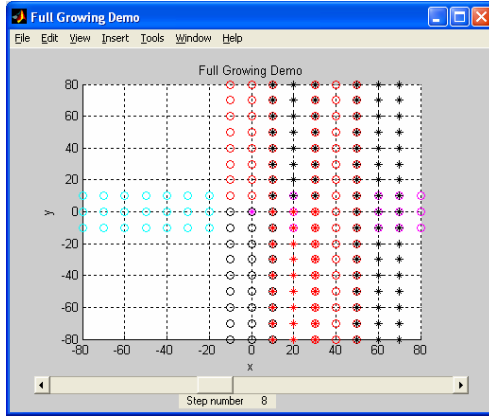 Full Growing Demo
File Edit View Insert Tools Window Help
Full Growing Demo
80
60
40
20
0
-20
-40
-60
-80
y
-80 -60 -40 -20 0 20 40 60 80
x
Step number 8